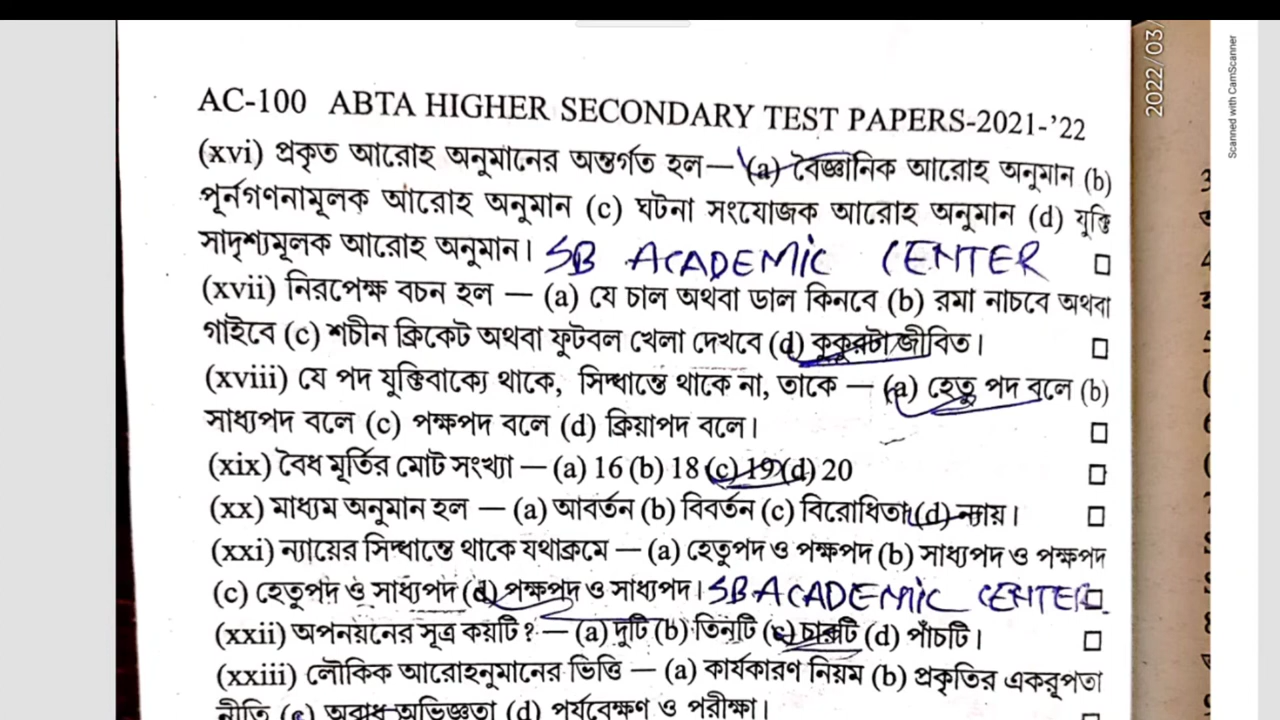 AC-100 ABTA HIGHER SECONDARY TEST PAPERS-2021-'22
(xvi) প্রকৃত আরোহ অনুমানের অন্তর্গত হল— (a) বৈজ্ঞানিক আরোহ অনুমান (b)
পূর্নগণনামূলক আরোহ অনুমান (c) ঘটনা সংযোজক আরোহ অনুমান (d) যুক্তি
সাদৃশ্যমূলক আরোহ অনুমান। SB ACADEMiC CENTER
(xvii) নিরপেক্ষ বচন হল — (a) যে চাল অথবা ডাল কিনবে (b) রমা নাচবে অথবা
গাইবে (c) শচীন ক্রিকেট অথবা ফুটবল খেলা দেখবে (d) কুকুরটা জীবিত।
(xviii) যে পদ যুক্তিবাক্যে থাকে, সিদ্ধান্তে থাকে না, তাকে — (a) হেতু পদ বলে (b)
সাধ্যপদ বলে (c) পক্ষপদ বলে (d) ক্রিয়াপদ বলে।
(xix) বৈধ মূর্তির মোট সংখ্যা — (a) 16 (b) 18 (c) 19 (d) 20
(xx) মাধ্যম অনুমান হল — (a) আবর্তন (b) বিবর্তন (c) বিরোধিতা (d) ন্যায়।
(xxi) ন্যায়ের সিদ্ধান্তে থাকে যথাক্রমে — (a) হেতুপদ ও পক্ষপদ (b) সাধ্যপদ ও পক্ষপদ
(c) হেতুপদ ও সাধ্যপদ (d) পক্ষপদ ও সাধ্যপদ। SB ACADEMiC CENTER
(xxii) অপনয়নের সূত্র কয়টি? — (a) দুটি (b) তিনটি (c) চারটি (d) পাঁচটি।
(xxiii) লৌকিক আরোহনুমানের ভিত্তি — (a) কার্যকারণ নিয়ম (b) প্রকৃতির একরূপতা
নীতি (c) অবাধ অভিজ্ঞতা (d) পর্যবেক্ষণ ও পরীক্ষা।
2022/03/
Scanned with CamScanner